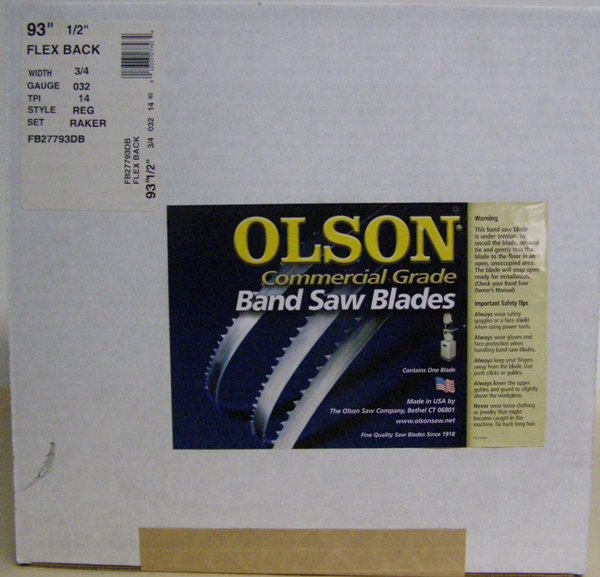 93" 1/2"
FLEX BACK
WIDTH 3/4
GAUGE 032
TPI 14
STYLE REG
SET RAKER
FB27793DB
FB27793DB
FLEX BACK
93"1/2" 3/4 032 14 RG
OLSON®
Commercial Grade
Band Saw Blades
Contains One Blade
Made in USA by
The Olson Saw Company, Bethel CT 06801
www.olsonsaw.net
Fine Quality Saw Blades Since 1918
Warning
This band saw blade
is under tension. To
uncoil the blade, remove
tie and gently toss the
blade to the floor in an
open, unoccupied area.
The blade will snap open
ready for installation.
(Check your Band Saw
Owner's Manual)
Important Safety Tips
Always wear safety
goggles or a face shield
when using power tools.
Always wear gloves and
face protection when
handling band saw blades.
Always keep your fingers
away from the blade. Use
push sticks or guides.
Always lower the upper
guides and guard to slightly
above the workpiece.
Never wear loose clothing
or jewelry that might
become caught in the
machine. Tie back long hair.